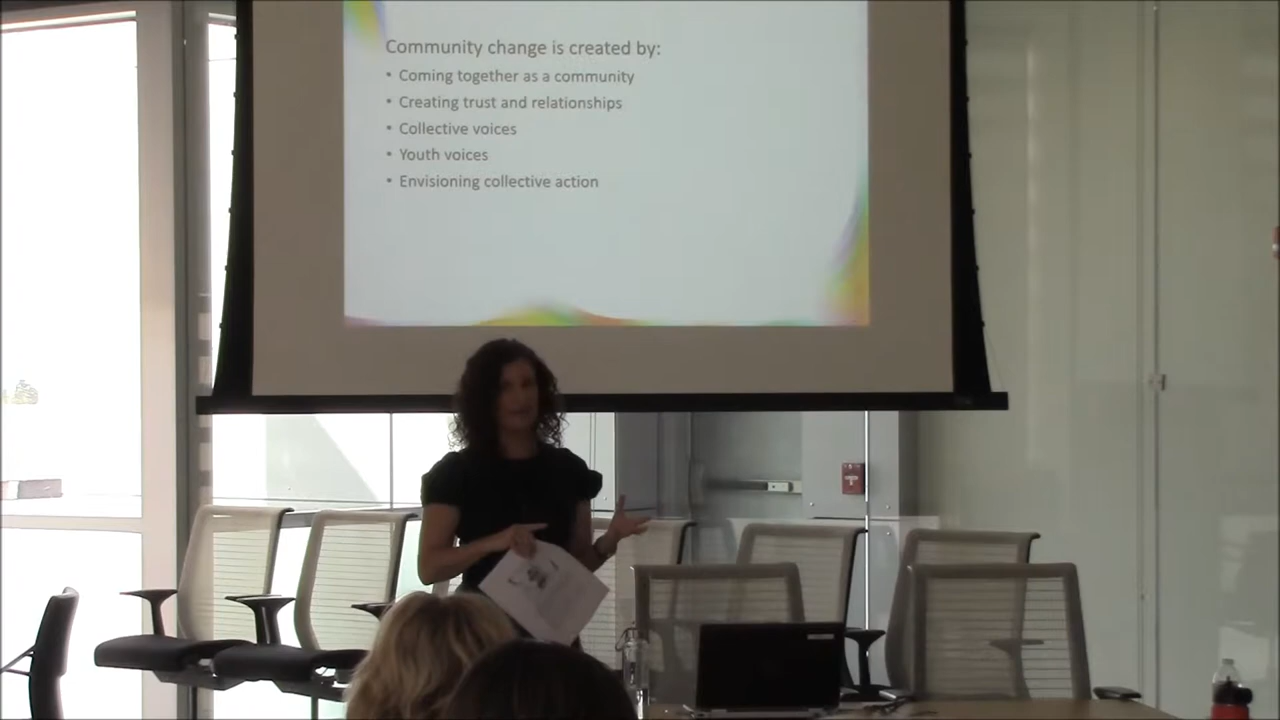 Community change is created by:
• Coming together as a community
• Creating trust and relationships
• Collective voices
• Youth voices
• Envisioning collective action